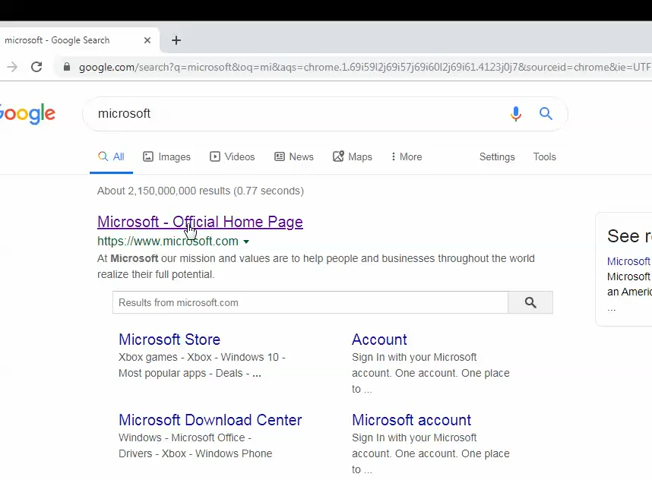 microsoft - Google Search
google.com/search?q=microsoft&oq=mi&aqs=chrome.1.69i59l2j69i57j69i60l2j69i61.4123j0j7&sourceid=chrome&ie=UTF
Google
microsoft
All Images Videos News Maps More Settings Tools
About 2,150,000,000 results (0.77 seconds)
Microsoft - Official Home Page
https://www.microsoft.com
At Microsoft our mission and values are to help people and businesses throughout the world
realize their full potential.
Results from microsoft.com
Microsoft Store
Xbox games - Xbox - Windows 10 -
Most popular apps - Deals - ...
Account
Sign In with your Microsoft
account. One account. One place
to ...
Microsoft Download Center
Windows - Microsoft Office -
Drivers - Xbox - Windows Phone
Microsoft account
Sign In with your Microsoft
account. One account. One place
to ...
See r
Microsoft
Microsoft
an Americ
...